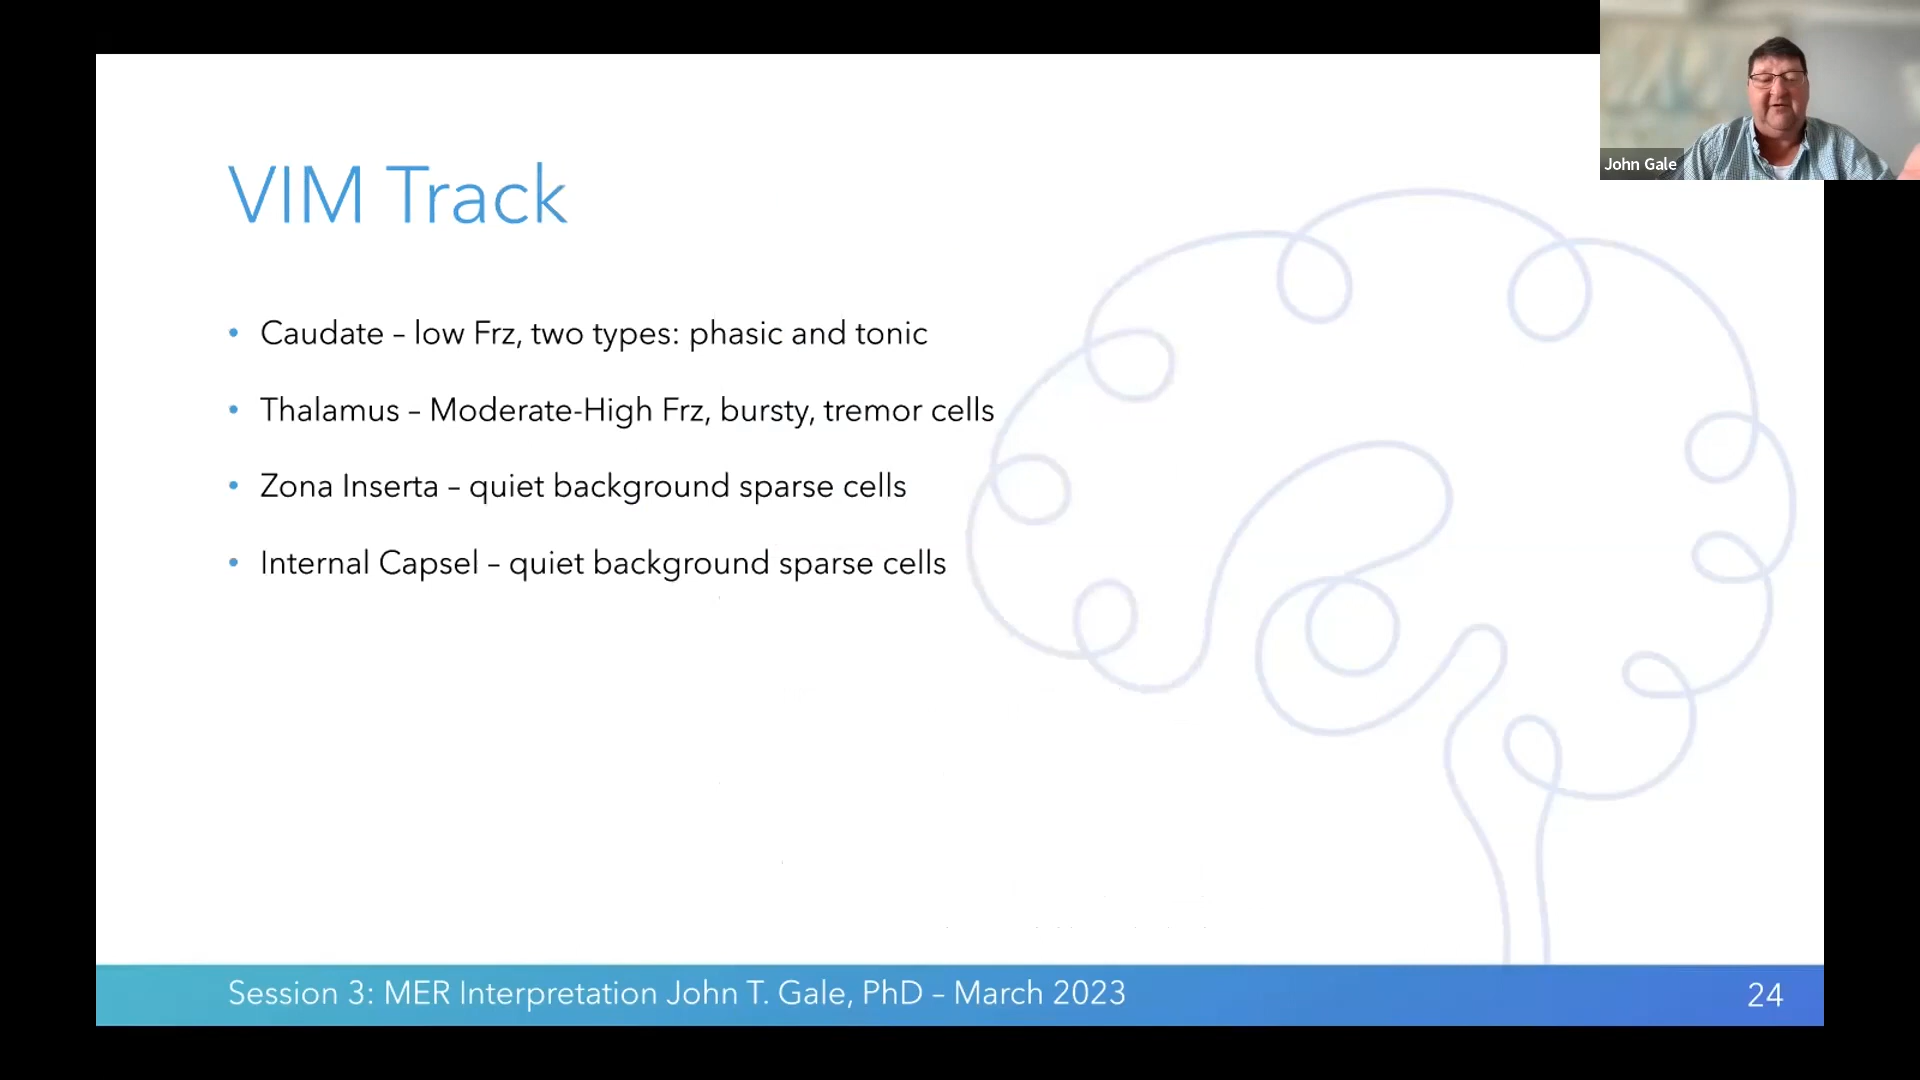 John Gale
VIM Track
• Caudate – low Frz, two types: phasic and tonic
• Thalamus – Moderate-High Frz, bursty, tremor cells
• Zona Inserta – quiet background sparse cells
• Internal Capsel – quiet background sparse cells
Session 3: MER Interpretation John T. Gale, PhD – March 2023
24